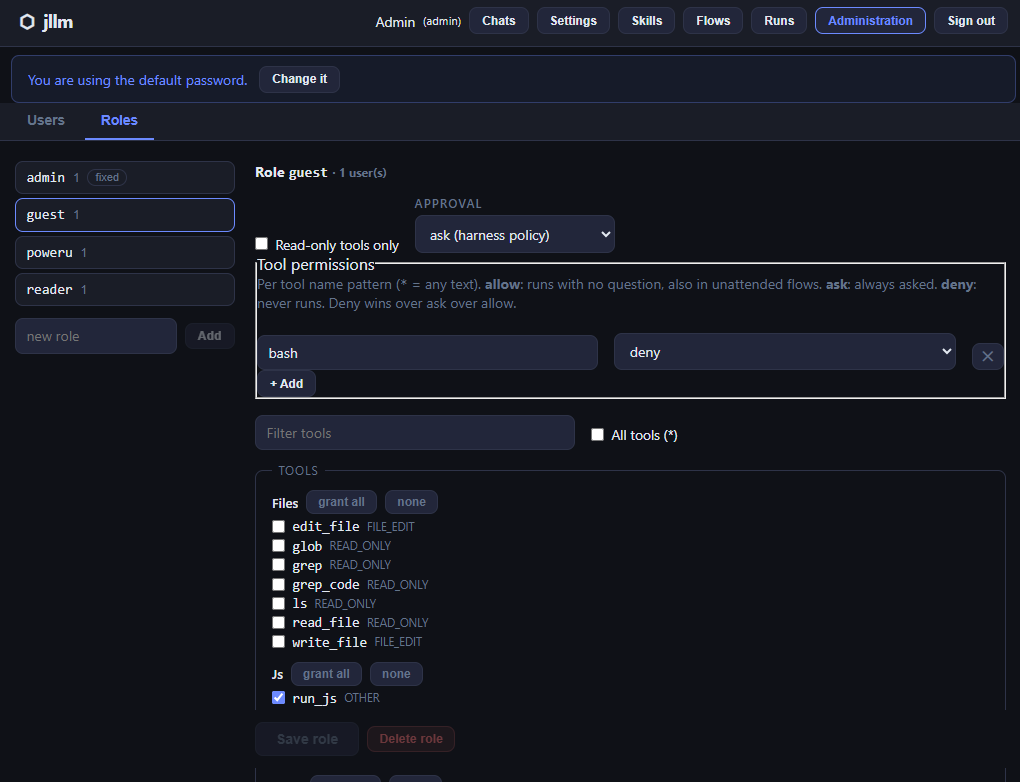 jllm
Admin (admin) Chats Settings Skills Flows Runs Administration Sign out
You are using the default password. Change it
Users Roles
admin 1 fixed
guest 1
poweru 1
reader 1
new role Add
Role guest · 1 user(s)
APPROVAL
Read-only tools only ask (harness policy)
Tool permissions
Per tool name pattern (* = any text). allow: runs with no question, also in unattended flows. ask: always asked. deny:
never runs. Deny wins over ask over allow.
bash deny
+ Add
Filter tools All tools (*)
TOOLS
Files grant all none
edit_file FILE_EDIT
glob READ_ONLY
grep READ_ONLY
grep_code READ_ONLY
ls READ_ONLY
read_file READ_ONLY
write_file FILE_EDIT
Js grant all none
run_js OTHER
Save role Delete role